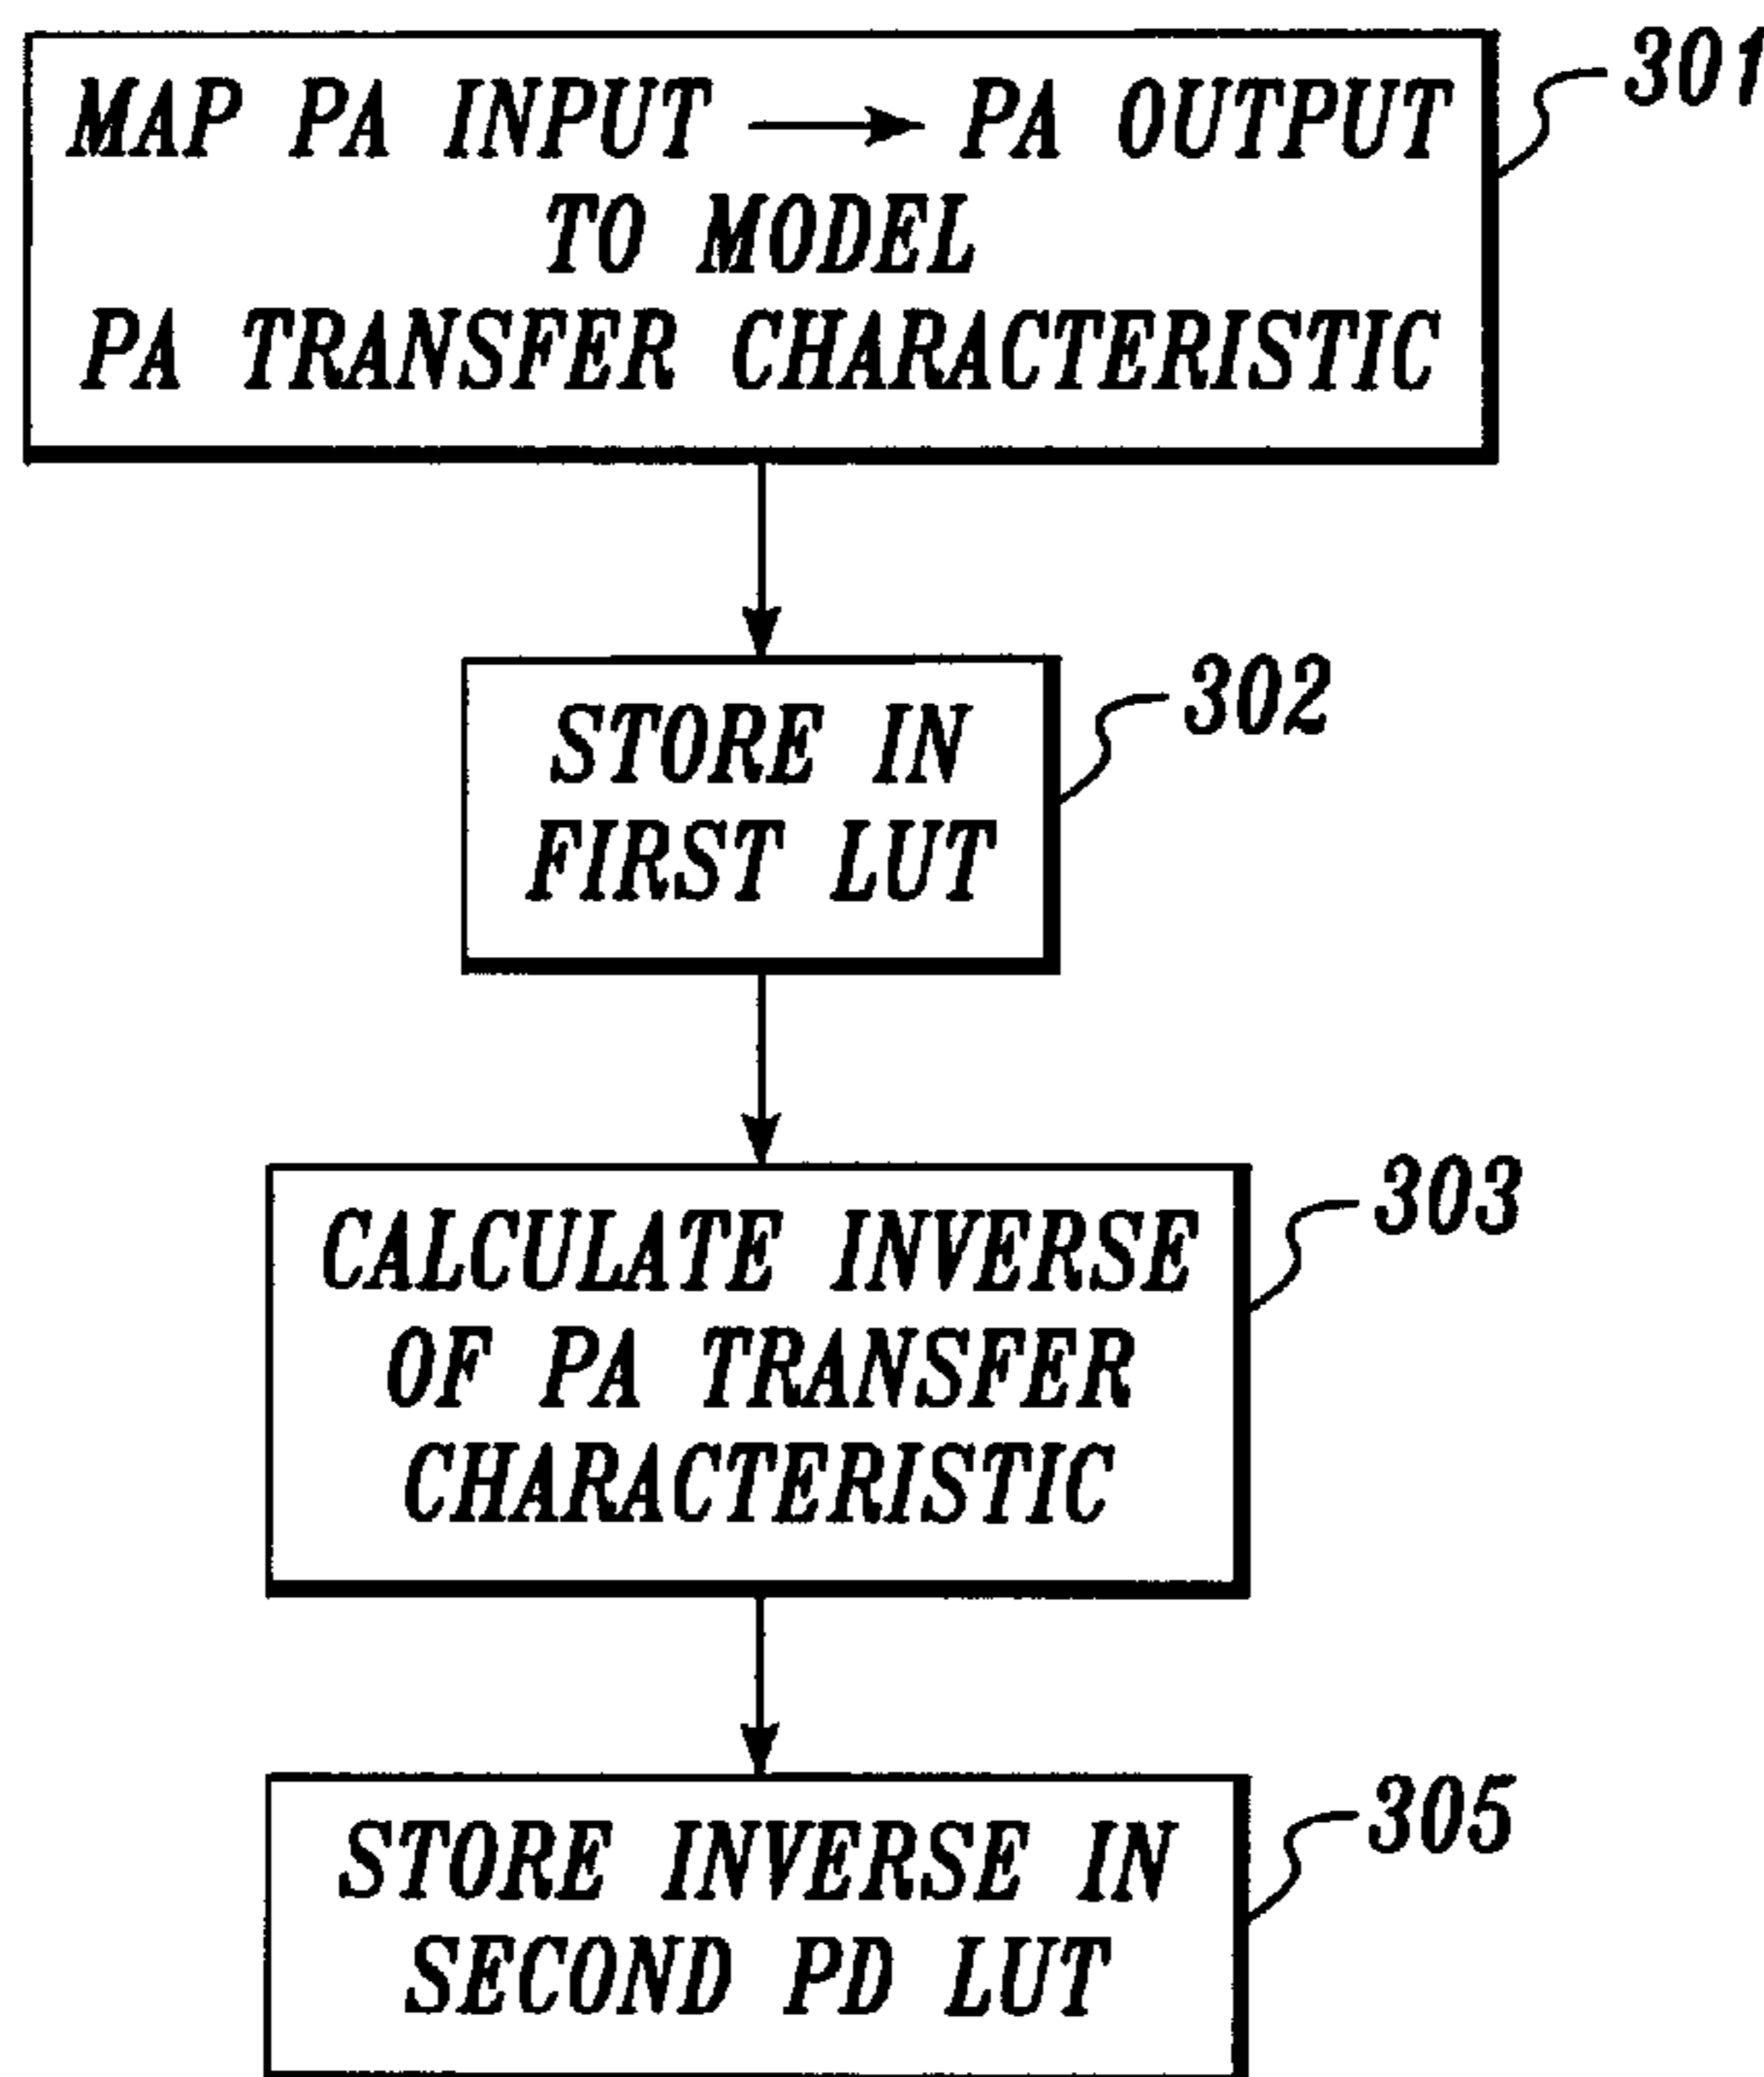 MAP PA INPUT → PA OUTPUT
TO MODEL
PA TRANSFER CHARACTERISTIC
301
STORE IN
FIRST LUT
302
CALCULATE INVERSE
OF PA TRANSFER
CHARACTERISTIC
303
STORE INVERSE IN
SECOND PD LUT
305